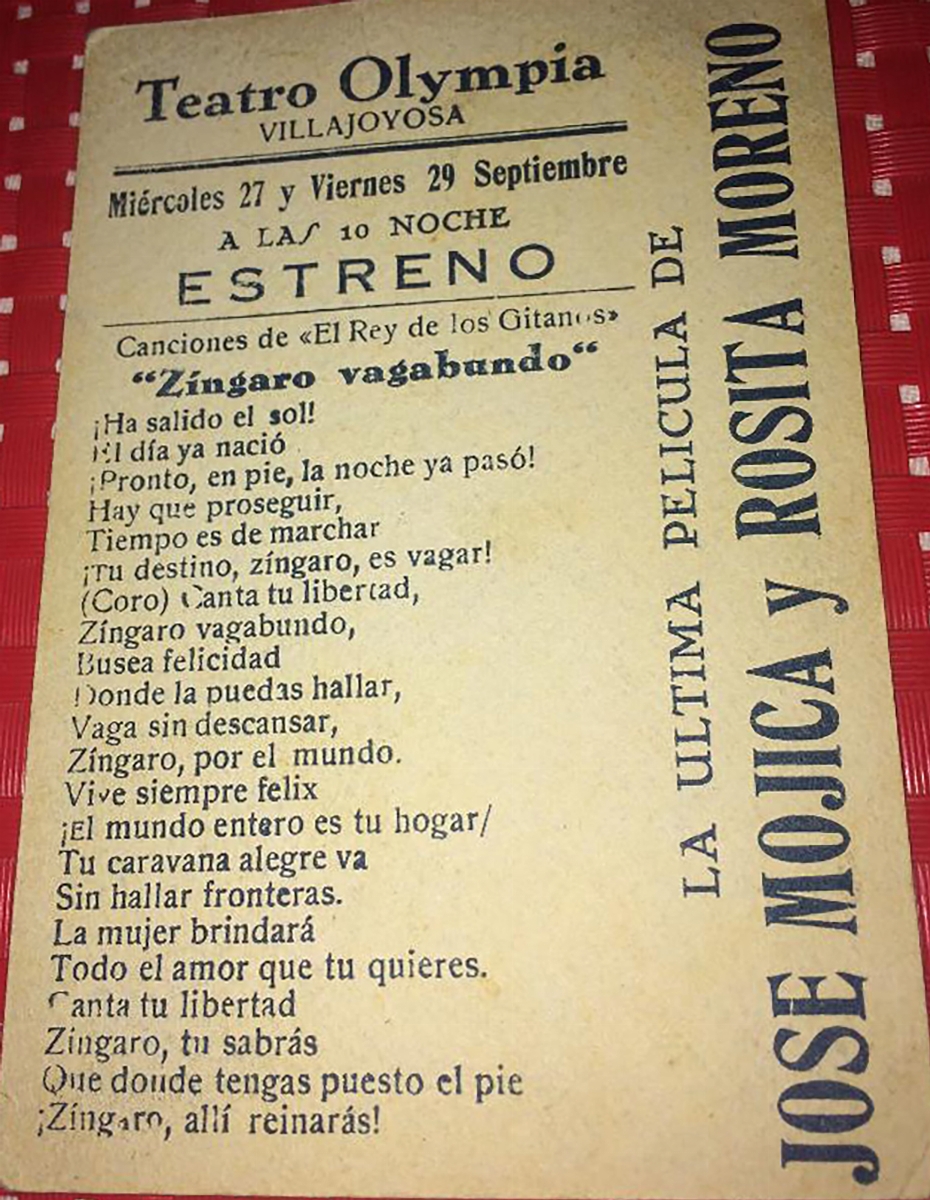 Teatro Olympia
VILLAJOYOSA
Miércoles 27 y Viernes 29 Septiembre
A LAS 10 NOCHE
ESTRENO
Canciones de «El Rey de los Gitanos»
“Zíngaro vagabundo“
¡Ha salido el sol!
El día ya nació
¡Pronto, en pie, la noche ya pasó!
Hay que proseguir,
Tiempo es de marchar
¡Tu destino, zíngaro, es vagar!
(Coro) Canta tu libertad,
Zíngaro vagabundo,
Busea felicidad
Donde la puedas hallar,
Vaga sin descansar,
Zíngaro, por el mundo.
Vive siempre felix
¡El mundo entero es tu hogar/
Tu caravana alegre va
Sin hallar fronteras.
La mujer brindará
Todo el amor que tu quieres.
Canta tu libertad
Zingaro, tu sabrás
Que donde tengas puesto el pie
¡Zíngaro, allí reinarás!
LA ULTIMA PELICULA DE
JOSE MOJICA y ROSITA MORENO